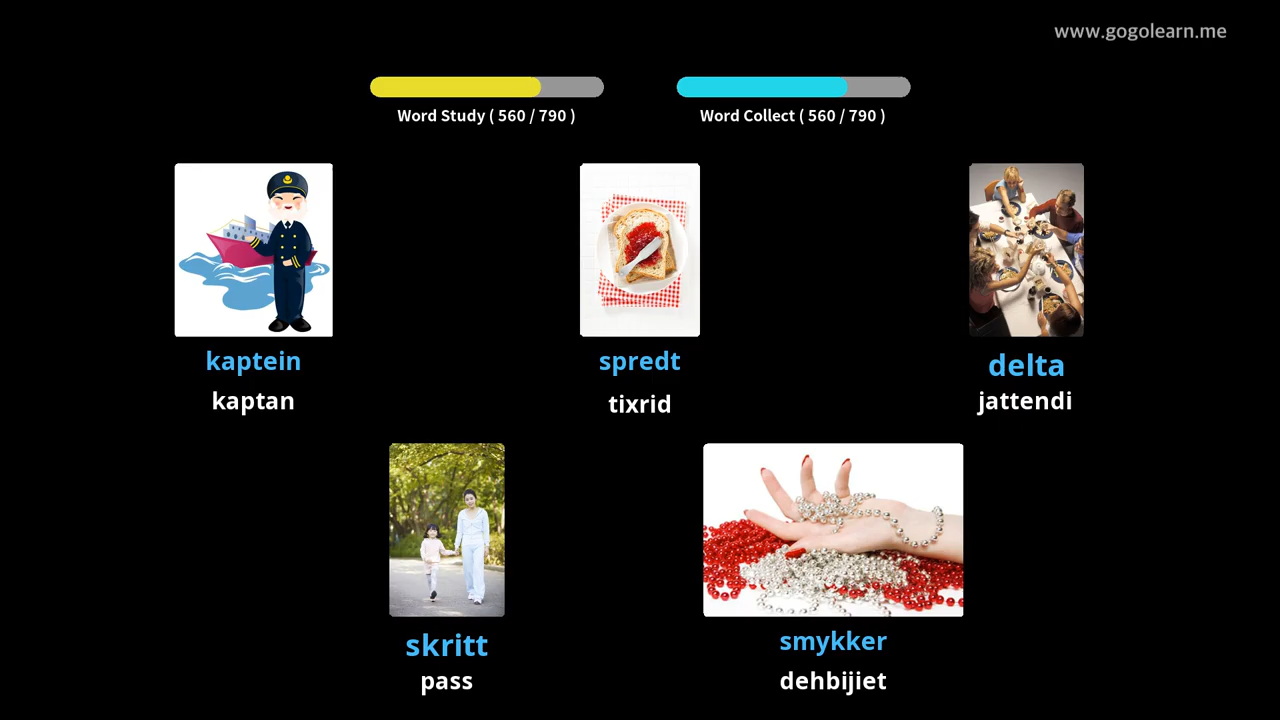 www.gogolearn.me
Word Study ( 560 / 790 )
Word Collect ( 560 / 790 )
kaptein
kaptan
spredt
tixrid
delta
jattendi
skritt
pass
smykker
dehbijiet